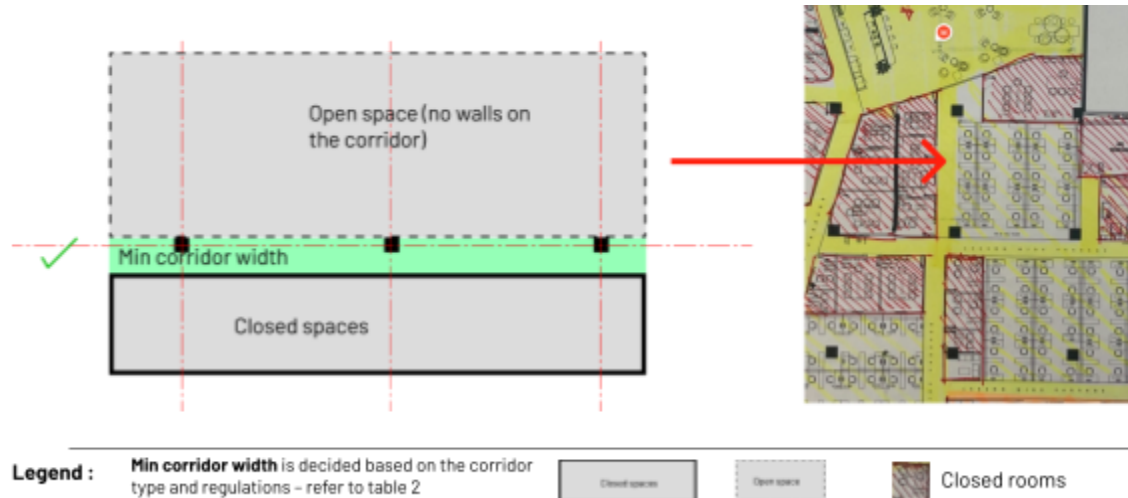 Open space (no walls on
the corridor)
Min corridor width
Closed spaces
Legend :
Min corridor width is decided based on the corridor
type and regulations – refer to table 2
Closed spaces
Open space
Closed rooms